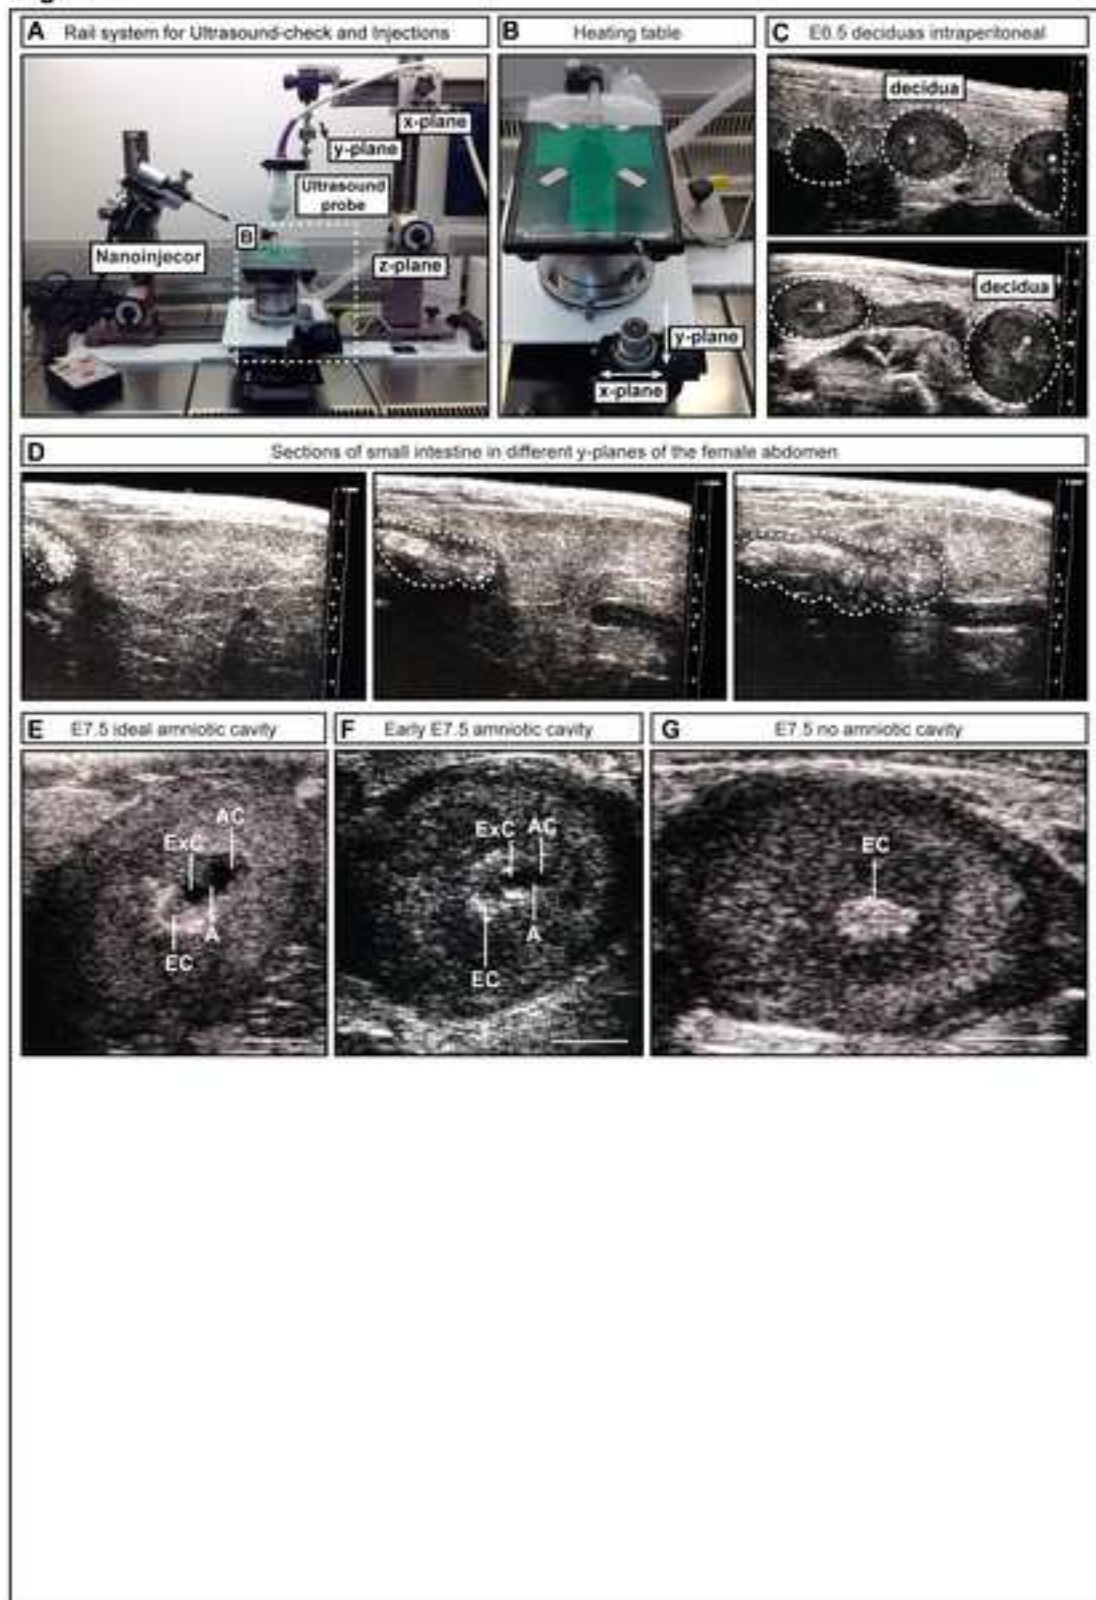 A Rail system for Ultrasound-check and Injections
x-plane
y-plane
Ultrasound
probe
B
Nanoinjecor
z-plane
B Heating table
y-plane
x-plane
C E6.5 deciduas intraperitoneal
decidua
decidua
D Sections of small intestine in different y-planes of the female abdomen
E E7.5 ideal amniotic cavity
AC
ExC
A
EC
F Early E7.5 amniotic cavity
ExC AC
A
EC
G E7.5 no amniotic cavity
EC